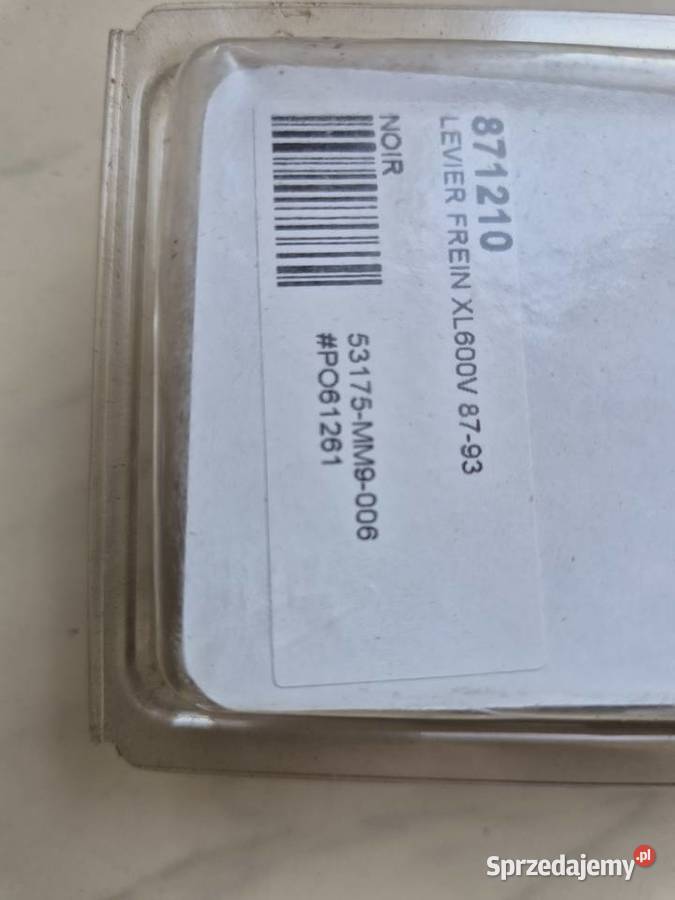 871210
LEVIER FREIN XL600V 87-93
NOIR
53175-MM9-006
#PO61261
Sprzedajemy.pl